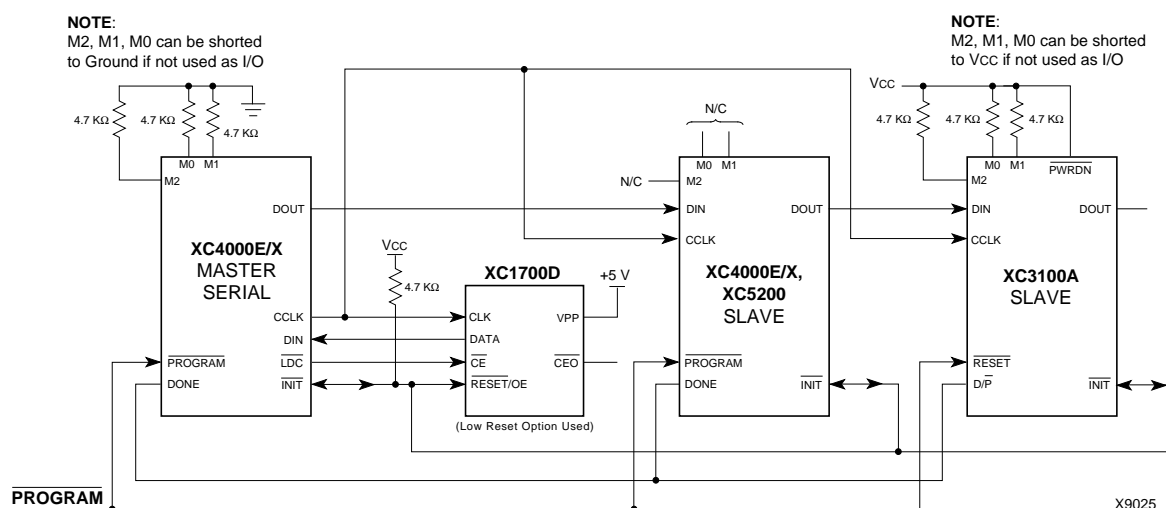 NOTE:
M2, M1, M0 can be shorted
to Ground if not used as I/O
NOTE:
M2, M1, M0 can be shorted
to VCC if not used as I/O
4.7 KΩ
4.7 KΩ
4.7 KΩ
M0 M1
M2
DOUT
XC4000E/X
MASTER
SERIAL
CCLK
DIN
PROGRAM
LDC
DONE
INIT
VCC
4.7 KΩ
XC1700D
+5 V
CLK
VPP
DATA
CE
CEO
RESET/OE
(Low Reset Option Used)
N/C
M0 M1
N/C
M2
DIN
DOUT
CCLK
XC4000E/X,
XC5200
SLAVE
PROGRAM
DONE
INIT
VCC
4.7 KΩ
4.7 KΩ
4.7 KΩ
M0 M1
PWRDN
M2
DIN
DOUT
CCLK
XC3100A
SLAVE
RESET
D/P
INIT
PROGRAM
X9025